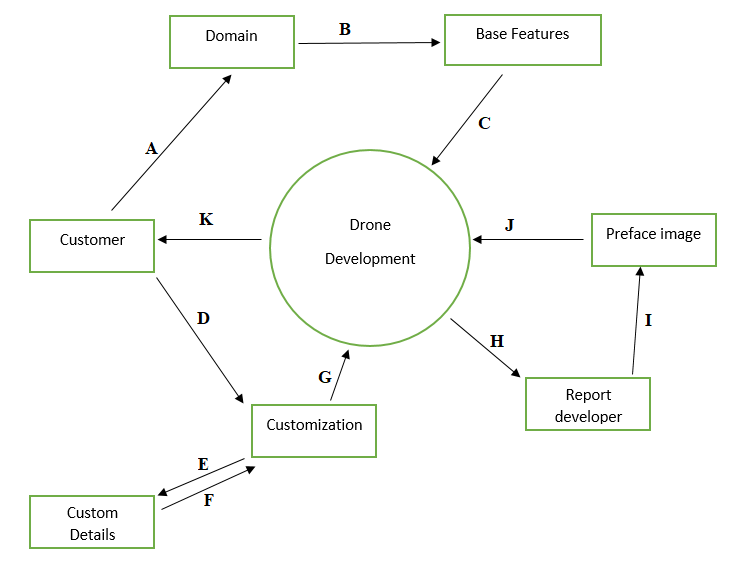 B
Domain
Base Features
C
A
K
Drone
Development
J
Preface image
Customer
D
H
I
G
Report
developer
Customization
E
F
Custom
Details